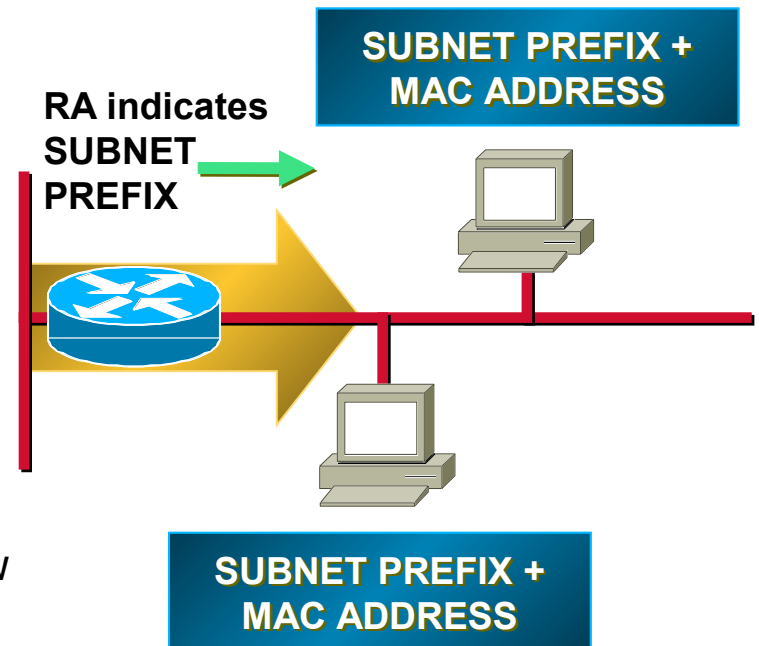 SUBNET PREFIX +
MAC ADDRESS
RA indicates
SUBNET
PREFIX
SUBNET PREFIX +
MAC ADDRESS